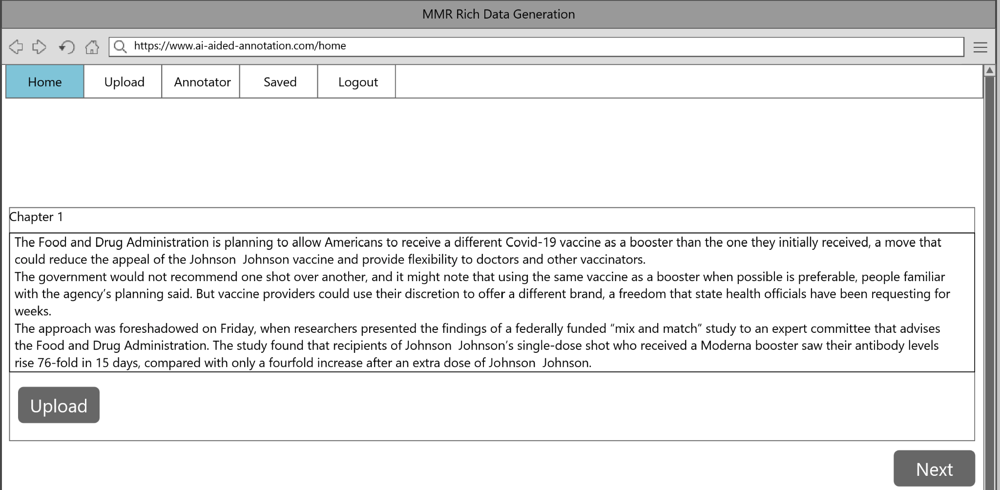 MMR Rich Data Generation
https://www.ai-aided-annotation.com/home
Home Upload Annotator Saved Logout
Chapter 1
The Food and Drug Administration is planning to allow Americans to receive a different Covid-19 vaccine as a booster than the one they initially received, a move that
could reduce the appeal of the Johnson  Johnson vaccine and provide flexibility to doctors and other vaccinators.
The government would not recommend one shot over another, and it might note that using the same vaccine as a booster when possible is preferable, people familiar
with the agency’s planning said. But vaccine providers could use their discretion to offer a different brand, a freedom that state health officials have been requesting for
weeks.
The approach was foreshadowed on Friday, when researchers presented the findings of a federally funded “mix and match” study to an expert committee that advises
the Food and Drug Administration. The study found that recipients of Johnson  Johnson’s single-dose shot who received a Moderna booster saw their antibody levels
rise 76-fold in 15 days, compared with only a fourfold increase after an extra dose of Johnson  Johnson.
Upload
Next